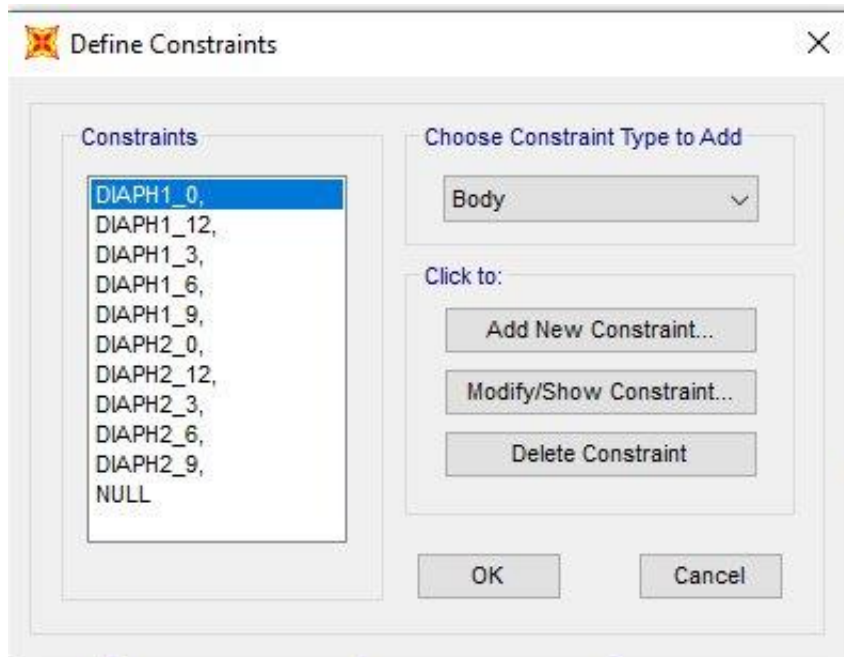 Define Constraints
Constraints
DIAPH1_0,
DIAPH1_12,
DIAPH1_3,
DIAPH1_6,
DIAPH1_9,
DIAPH2_0,
DIAPH2_12,
DIAPH2_3,
DIAPH2_6,
DIAPH2_9,
NULL
Choose Constraint Type to Add
Body
Click to:
Add New Constraint...
Modify/Show Constraint...
Delete Constraint
OK
Cancel